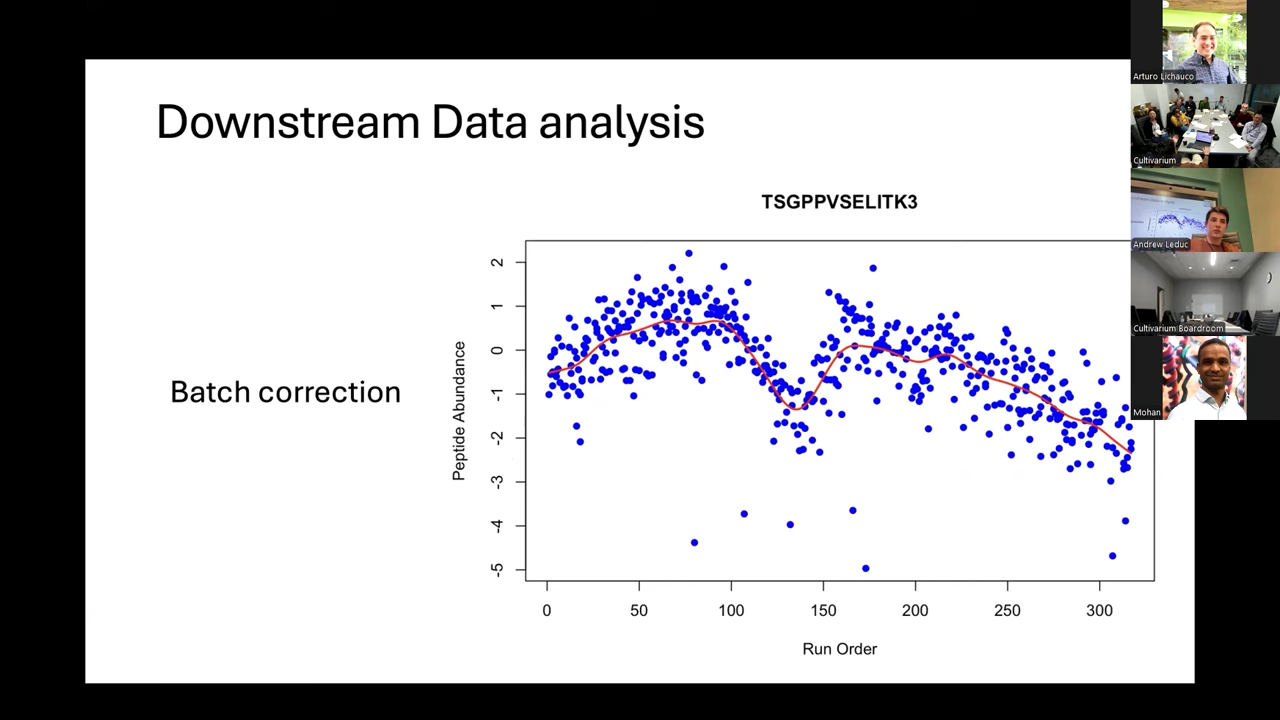 Downstream Data analysis
Batch correction
TSGPPVSELITK3
Peptide Abundance
2
1
0
-1
-2
-3
-4
-5
0 50 100 150 200 250 300
Run Order
Arturo Lichauco
Cultivarium
Andrew Leduc
Cultivarium Boardroom
Mohan